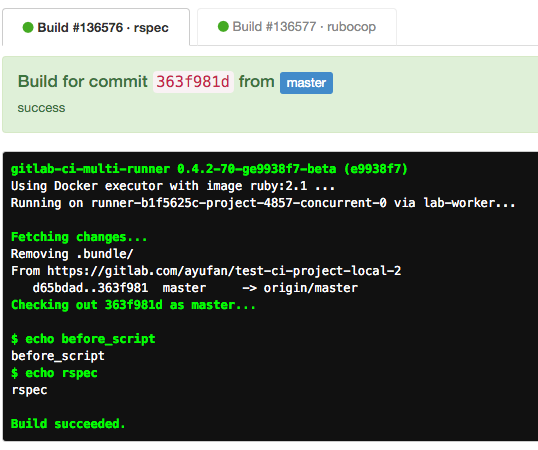 Build #136576 · rspec
Build #136577 · rubocop
Build for commit 363f981d from master
success
gitlab-ci-multi-runner 0.4.2-70-ge9938f7-beta (e9938f7)
Using Docker executor with image ruby:2.1 ...
Running on runner-b1f5625c-project-4857-concurrent-0 via lab-worker...
Fetching changes...
Removing .bundle/
From https://gitlab.com/ayufan/test-ci-project-local-2
d65bdad..363f981  master     -> origin/master
Checking out 363f981d as master...
$ echo before_script
before_script
$ echo rspec
rspec
Build succeeded.